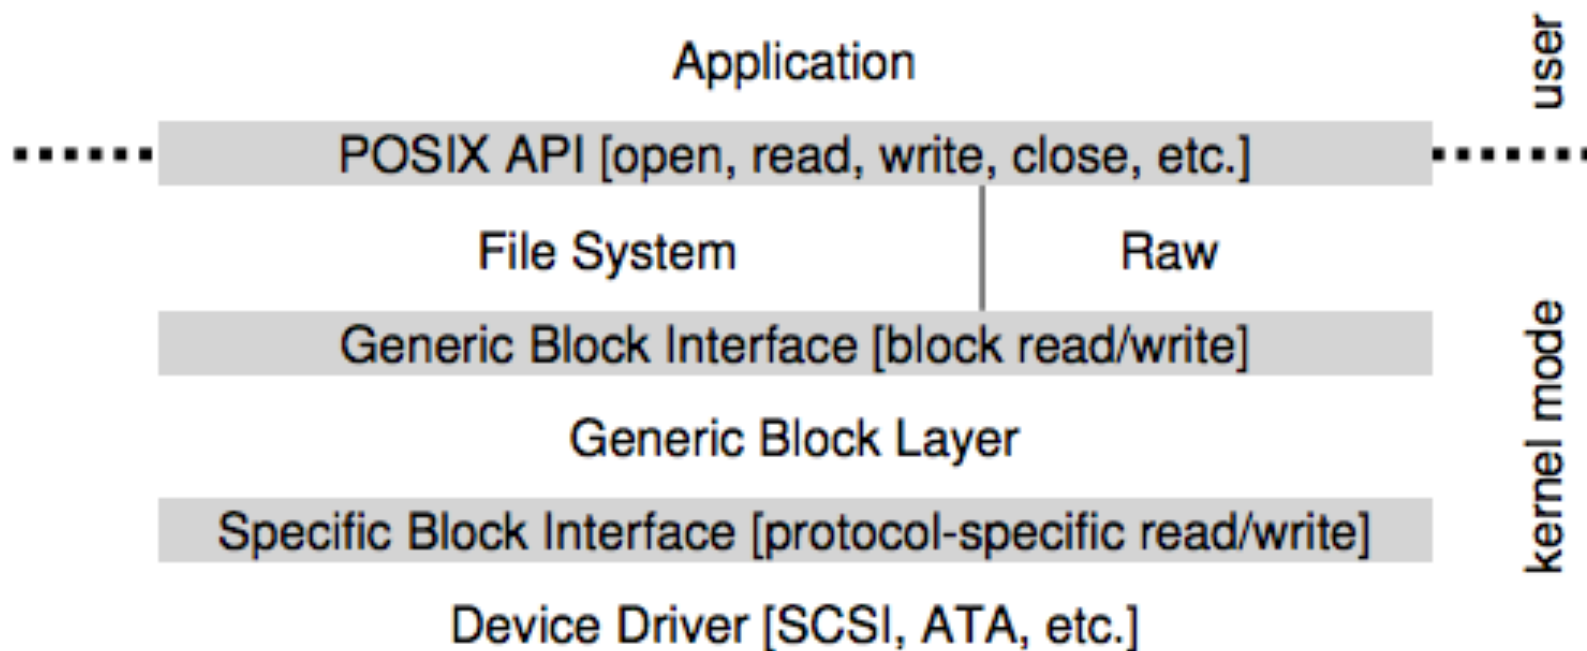 Application
user
POSIX API [open, read, write, close, etc.]
File System
Raw
Generic Block Interface [block read/write]
Generic Block Layer
kernel mode
Specific Block Interface [protocol-specific read/write]
Device Driver [SCSI, ATA, etc.]